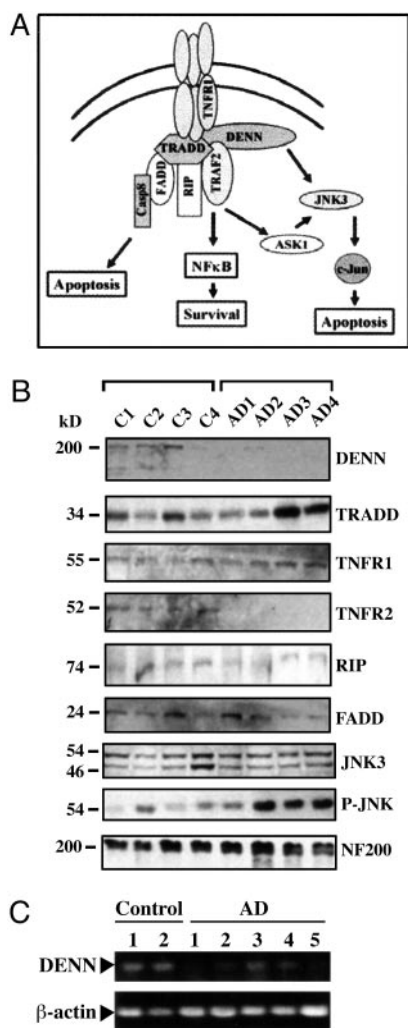 A
TNFR1
TRADD
DENN
Casp8
FADD
RIP
TRAF2
JNK3
ASK1
NFκB
c-Jun
Apoptosis
Survival
Apoptosis
B
kD
C1 C2 C3 C4 AD1 AD2 AD3 AD4
200 DENN
34 TRADD
55 TNFR1
52 TNFR2
74 RIP
24 FADD
54
46 JNK3
54 P-JNK
200 NF200
C
Control AD
1 2 1 2 3 4 5
DENN
β-actin